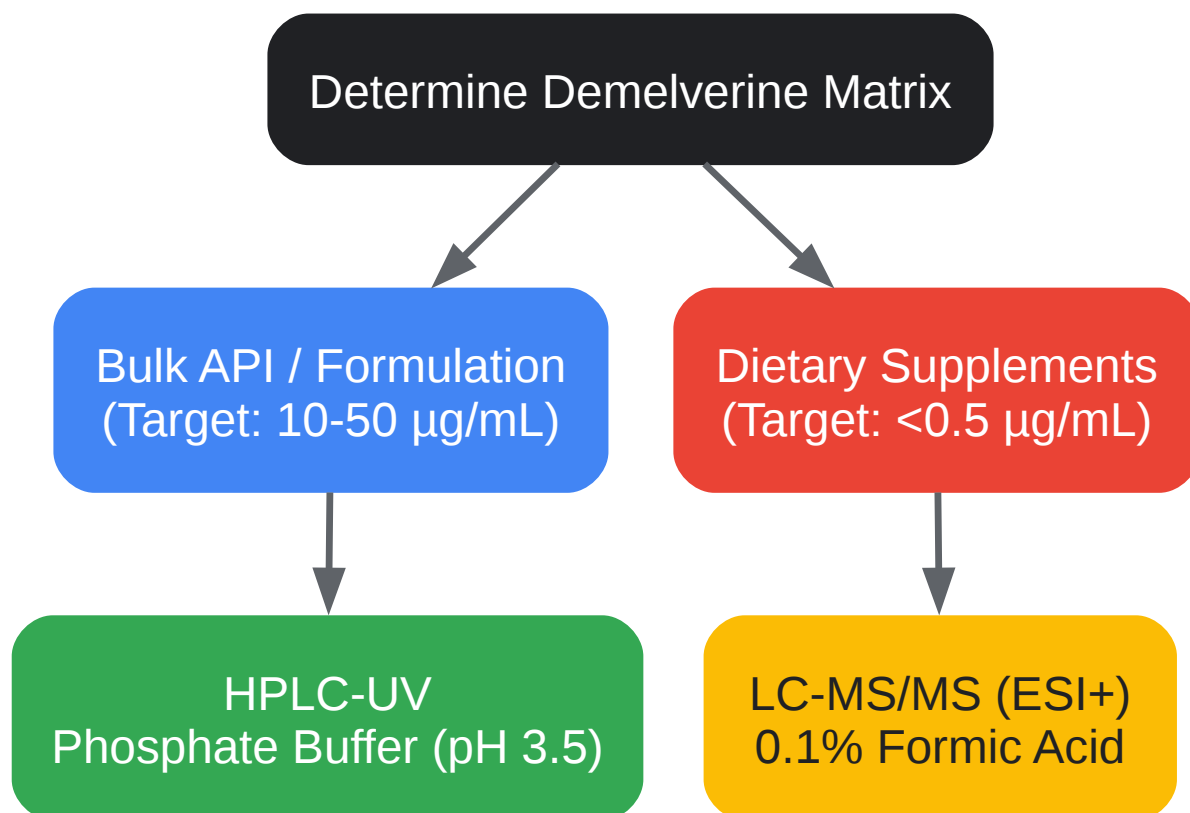 Determine Demelverine Matrix
Bulk API / Formulation
(Target: 10-50 µg/mL)
Dietary Supplements
(Target: <0.5 µg/mL)
HPLC-UV
Phosphate Buffer (pH 3.5)
LC-MS/MS (ESI+)
0.1% Formic Acid